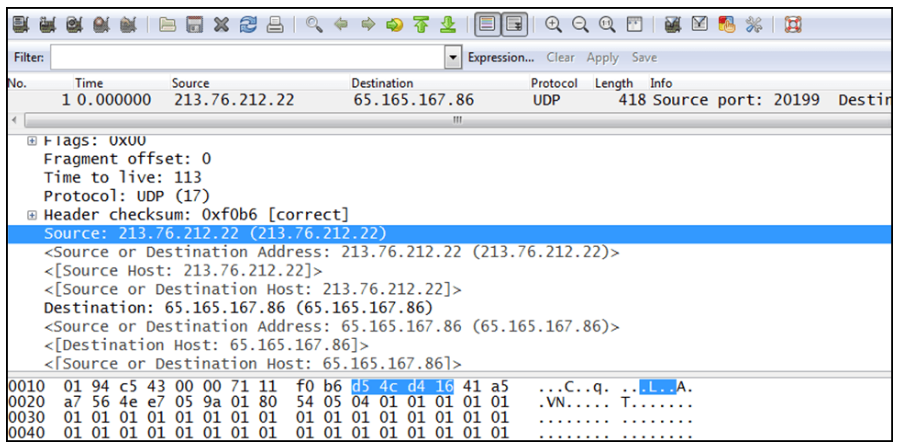 Filter: Expression... Clear Apply Save
No. Time Source Destination Protocol Length Info
1 0.000000 213.76.212.22 65.165.167.86 UDP 418 Source port: 20199 Destin
Flags: 0x00
Fragment offset: 0
Time to live: 113
Protocol: UDP (17)
Header checksum: 0xf0b6 [correct]
Source: 213.76.212.22 (213.76.212.22)
<Source or Destination Address: 213.76.212.22 (213.76.212.22)>
<[Source Host: 213.76.212.22]>
<[Source or Destination Host: 213.76.212.22]>
Destination: 65.165.167.86 (65.165.167.86)
<Source or Destination Address: 65.165.167.86 (65.165.167.86)>
<[Destination Host: 65.165.167.86]>
<[Source or Destination Host: 65.165.167.86]>
0010 01 94 c5 43 00 00 71 11 f0 b6 d5 4c d4 16 41 a5 ...C..q. ...L..A.
0020 a7 56 4e e7 05 9a 01 80 54 05 04 01 01 01 01 01 .VN..... T.......
0030 01 01 01 01 01 01 01 01 01 01 01 01 01 01 01 01 ........ ........
0040 01 01 01 01 01 01 01 01 01 01 01 01 01 01 01 01 ........ ........